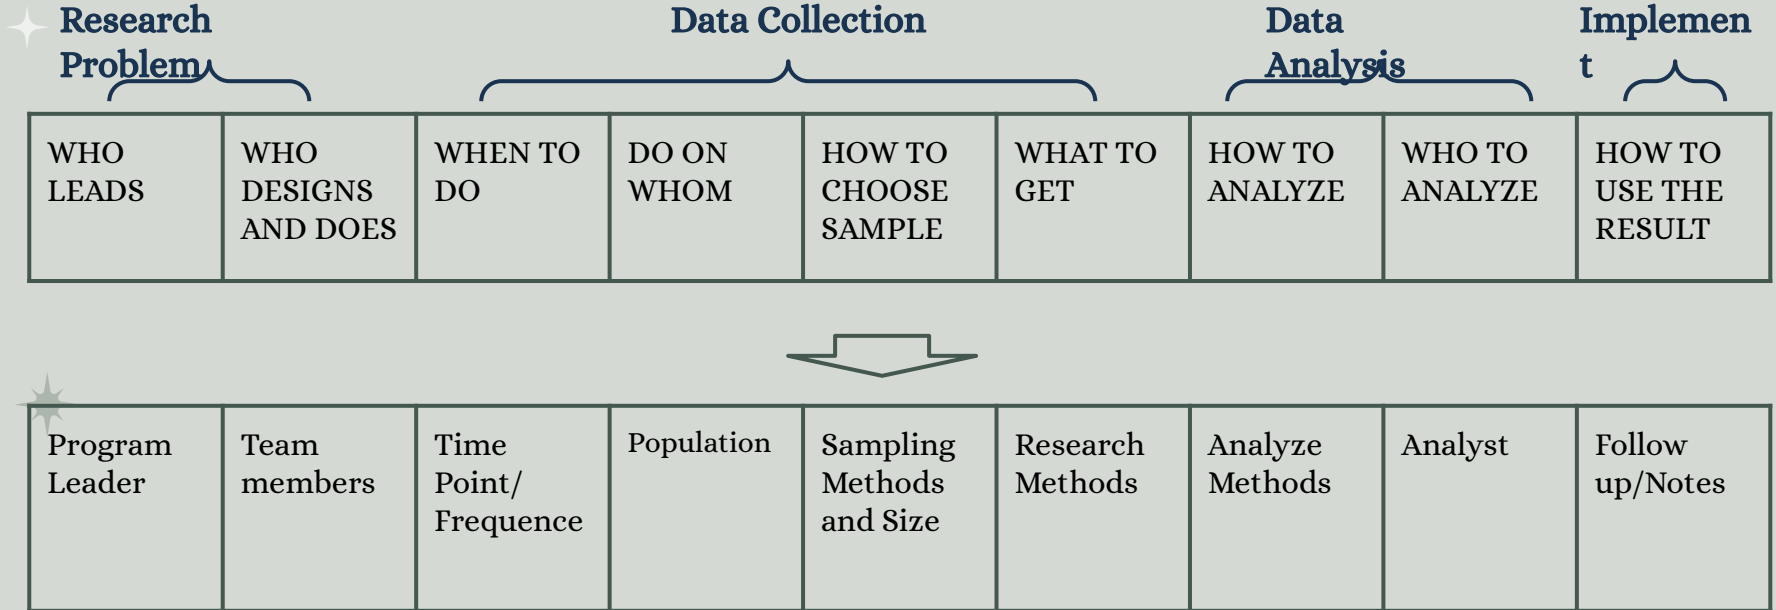 Research
Problem
Data Collection
Data
Analysis
Implemen
t
WHO
LEADS
WHO
DESIGNS
AND DOES
WHEN TO
DO
DO ON
WHOM
HOW TO
CHOOSE
SAMPLE
WHAT TO
GET
HOW TO
ANALYZE
WHO TO
ANALYZE
HOW TO
USE THE
RESULT
Program
Leader
Team
members
Time
Point/
Frequence
Population
Sampling
Methods
and Size
Research
Methods
Analyze
Methods
Analyst
Follow
up/Notes